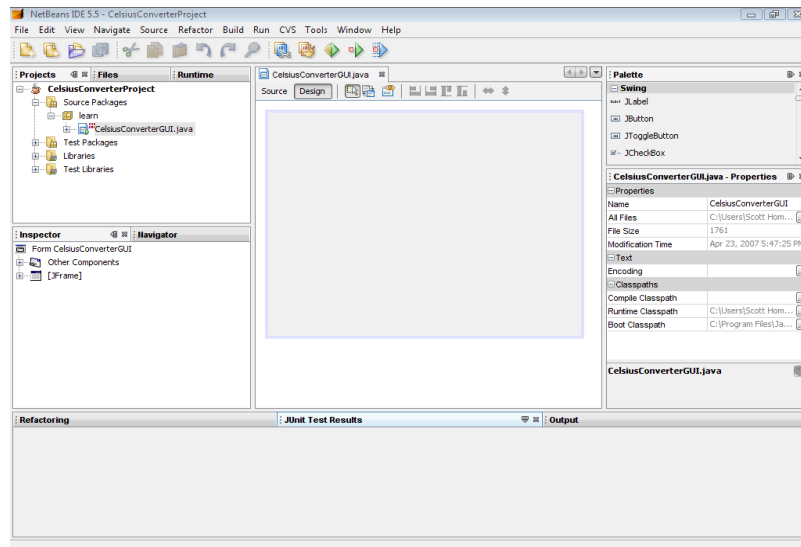 NetBeans IDE 5.5 - CelsiusConverterProject
File Edit View Navigate Source Refactor Build Run CVS Tools Window Help
Projects Files Runtime
CelsiusConverterProject
Source Packages
learn
CelsiusConverterGUI.java
Test Packages
Libraries
Test Libraries
Inspector Navigator
Form CelsiusConverterGUI
Other Components
[JFrame]
CelsiusConverterGUI.java
Source Design
Palette
Swing
JLabel
JButton
JToggleButton
JCheckBox
CelsiusConverterGUI.java - Properties
Properties
Name CelsiusConverterGUI
All Files C:\Users\Scott Hom...
File Size 1761
Modification Time Apr 23, 2007 5:47:25 PM
Text
Encoding
Classpaths
Compile Classpath
Runtime Classpath C:\Users\Scott Hom...
Boot Classpath C:\Program Files\Ja...
CelsiusConverterGUI.java
Refactoring JUnit Test Results Output